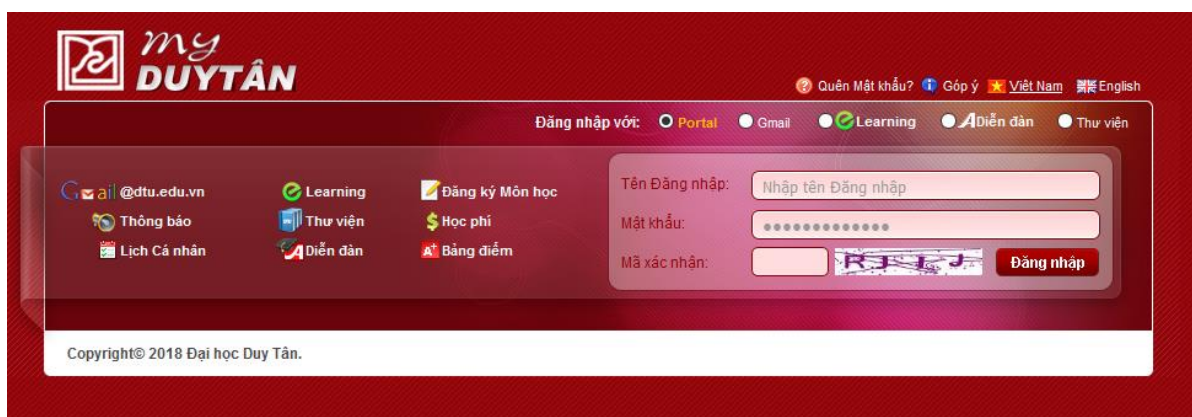 my
DUYTÂN
Quên Mật khẩu? Góp ý Việt Nam English
Đăng nhập với: Portal Gmail Learning Diễn đàn Thư viện
Gmail @dtu.edu.vn Learning Đăng ký Môn học
Thông báo Thư viện $ Học phí
Lịch Cá nhân Diễn đàn A+ Bảng điểm
Tên Đăng nhập: Nhập tên Đăng nhập
Mật khẩu:
Mã xác nhận: Đăng nhập
Copyright© 2018 Đại học Duy Tân.